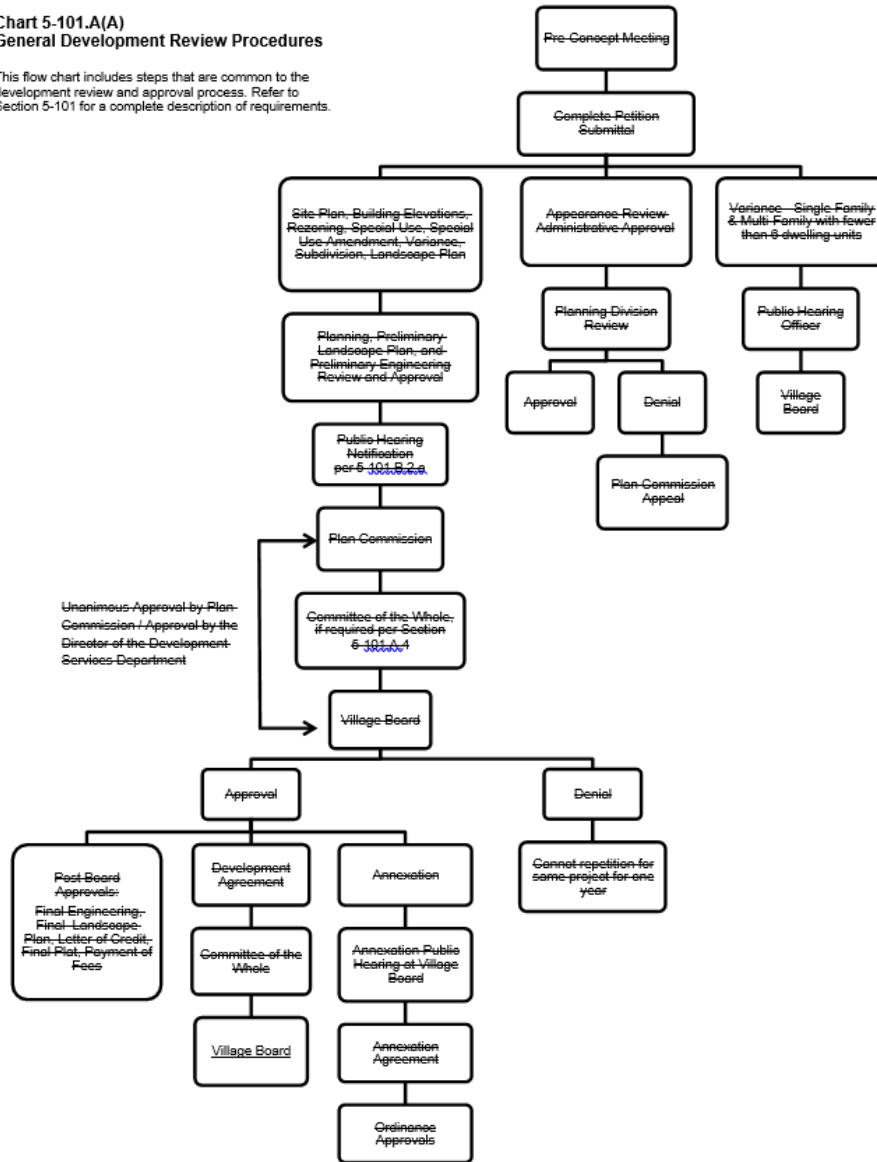 Chart 5-101.A(A)
General Development Review Procedures
This flow chart includes steps that are common to the
development review and approval process. Refer to
Section 5-101 for a complete description of requirements.
Pre-Concept Meeting
Complete Petition
Submittal
Site Plan, Building Elevations,
Rezoning, Special Use, Special
Use Amendment, Variance,
Subdivision, Landscape Plan
Appearance Review
Administrative Approval
Variance - Single Family
& Multi-Family with fewer
than 6 dwelling units
Planning, Preliminary
Landscape Plan, and
Preliminary Engineering
Review and Approval
Planning Division
Review
Public Hearing
Officer
Approval
Denial
Village
Board
Public Hearing
Notification
per 5-101.B.2.a
Plan Commission
Appeal
Plan Commission
Unanimous Approval by Plan
Commission / Approval by the
Director of the Development
Services Department
Committee of the Whole,
if required per Section
5-101.A.4
Village Board
Approval
Denial
Post Board
Approvals:
Final Engineering,
Final Landscape
Plan, Letter of Credit,
Final Plat, Payment of
Fees
Development
Agreement
Annexation
Cannot repetition for
same project for one
year
Committee of the
Whole
Annexation Public
Hearing at Village
Board
Village Board
Annexation
Agreement
Ordinance
Approvals